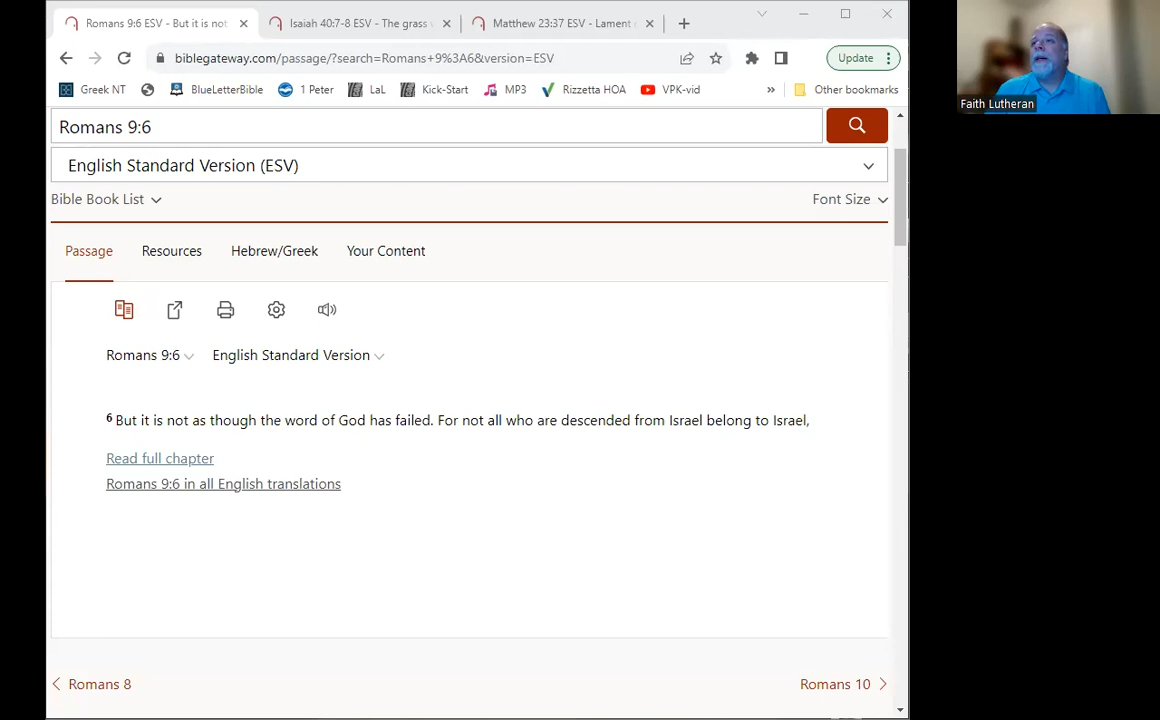 Romans 9:6 ESV - But it is not
Isaiah 40:7-8 ESV - The grass
Matthew 23:37 ESV - Lament
biblegateway.com/passage/?search=Romans+9%3A6&version=ESV
Update
Greek NT
BlueLetterBible
1 Peter
LaL
Kick-Start
MP3
Rizzetta HOA
VPK-vid
»
Other bookmarks
Faith Lutheran
Romans 9:6
English Standard Version (ESV)
Bible Book List
Font Size
Passage
Resources
Hebrew/Greek
Your Content
Romans 9:6
English Standard Version
6 But it is not as though the word of God has failed. For not all who are descended from Israel belong to Israel,
Read full chapter
Romans 9:6 in all English translations
Romans 8
Romans 10